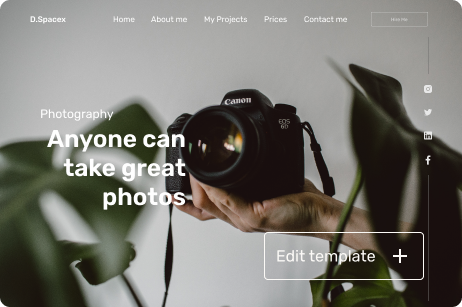 D.Spacex
Home
About me
My Projects
Prices
Contact me
Hire Me
Canon
EOS
6D
Photography
Anyone can
take great
photos
Edit template +